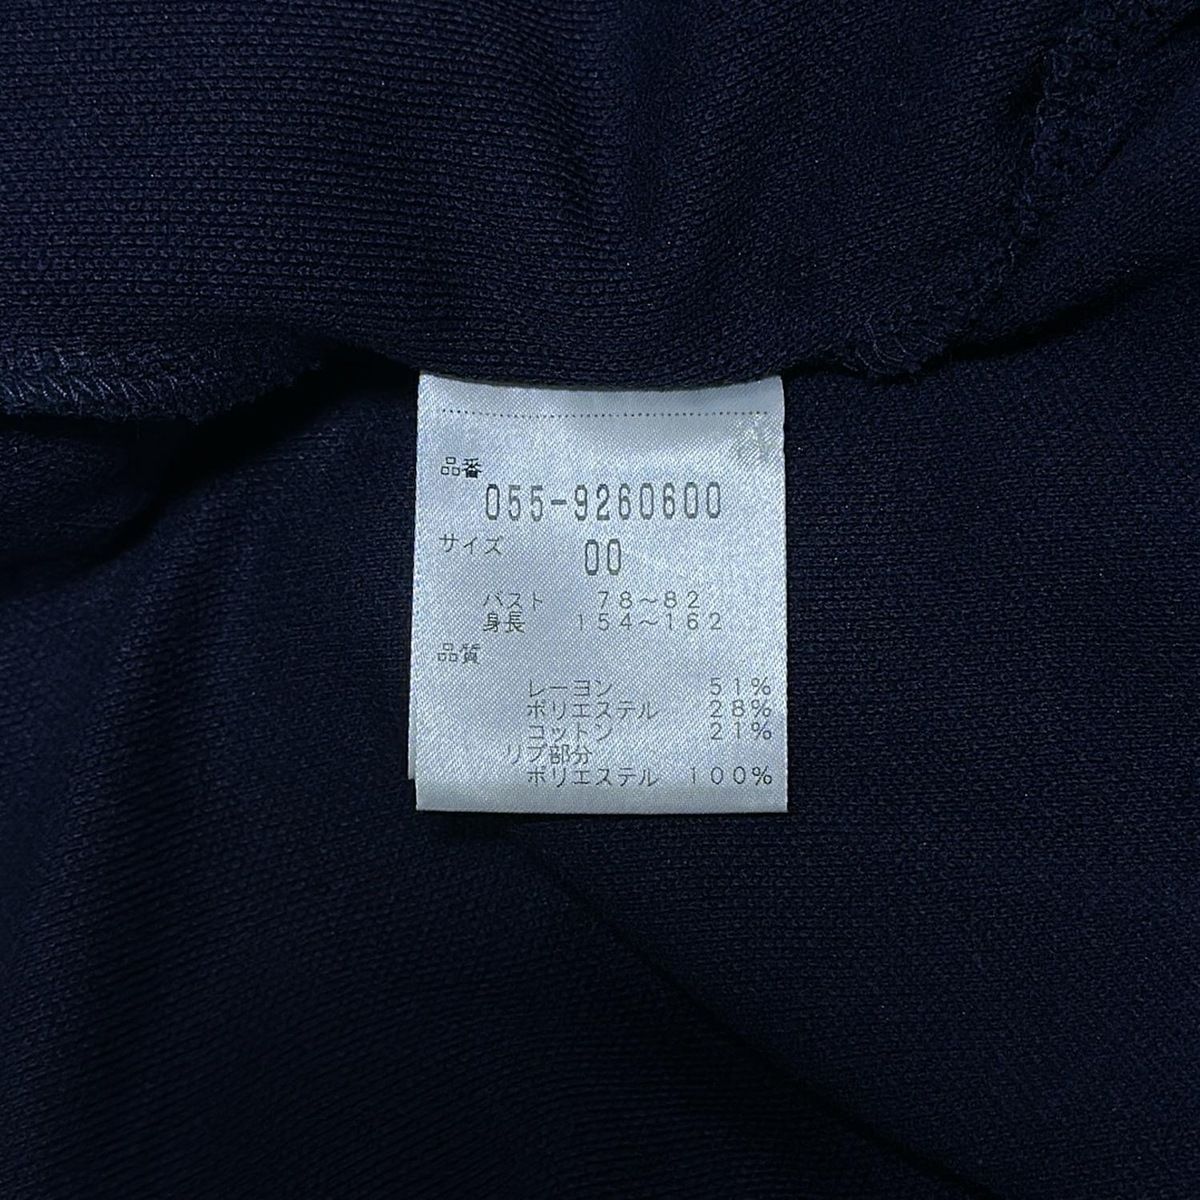 品番
055-9260600
サイズ
00
バスト 78～82
身長 154～162
品質
レーヨン 51%
ポリエステル 28%
コットン 21%
リブ部分
ポリエステル 100%